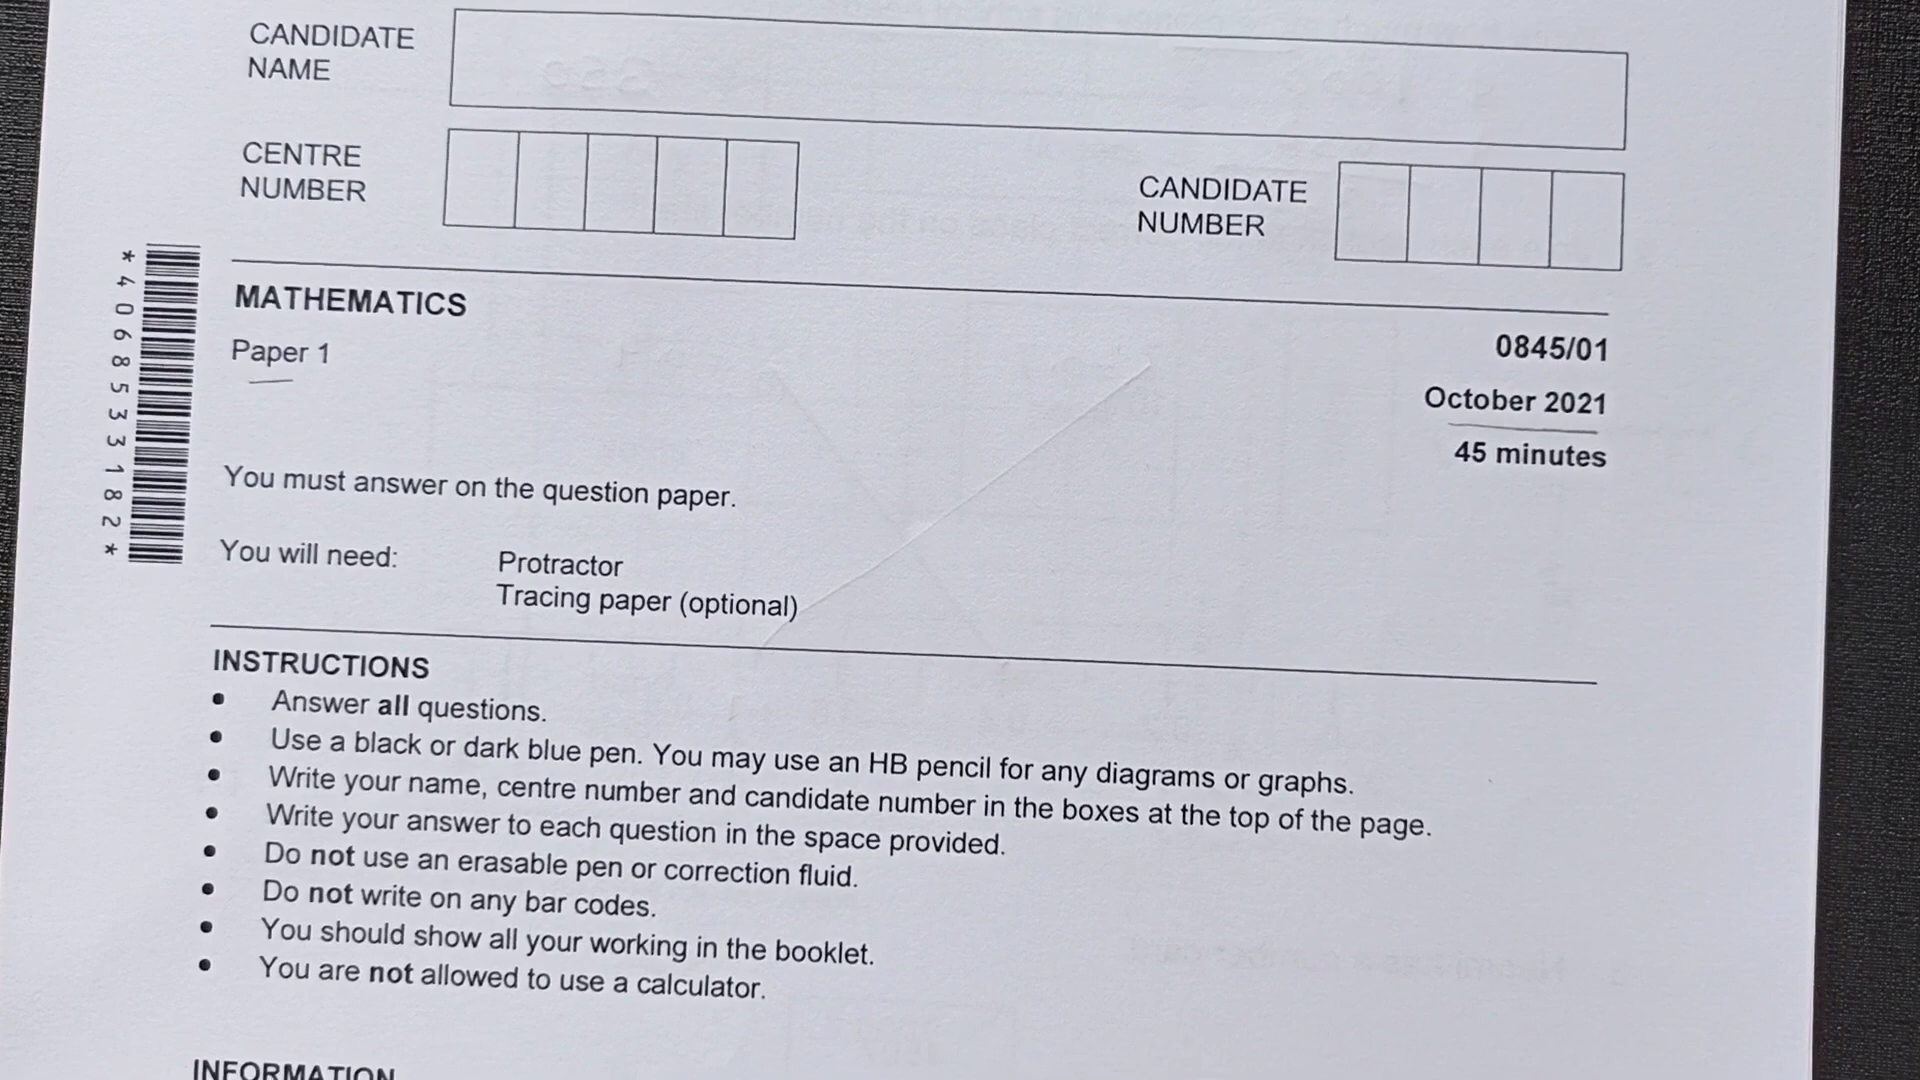 CANDIDATE
NAME
CENTRE
NUMBER
CANDIDATE
NUMBER
*4068533182*
MATHEMATICS
0845/01
Paper 1
October 2021
45 minutes
You must answer on the question paper.
You will need: Protractor
Tracing paper (optional)
INSTRUCTIONS
• Answer all questions.
• Use a black or dark blue pen. You may use an HB pencil for any diagrams or graphs.
• Write your name, centre number and candidate number in the boxes at the top of the page.
• Write your answer to each question in the space provided.
• Do not use an erasable pen or correction fluid.
• Do not write on any bar codes.
• You should show all your working in the booklet.
• You are not allowed to use a calculator.
INFORMATION